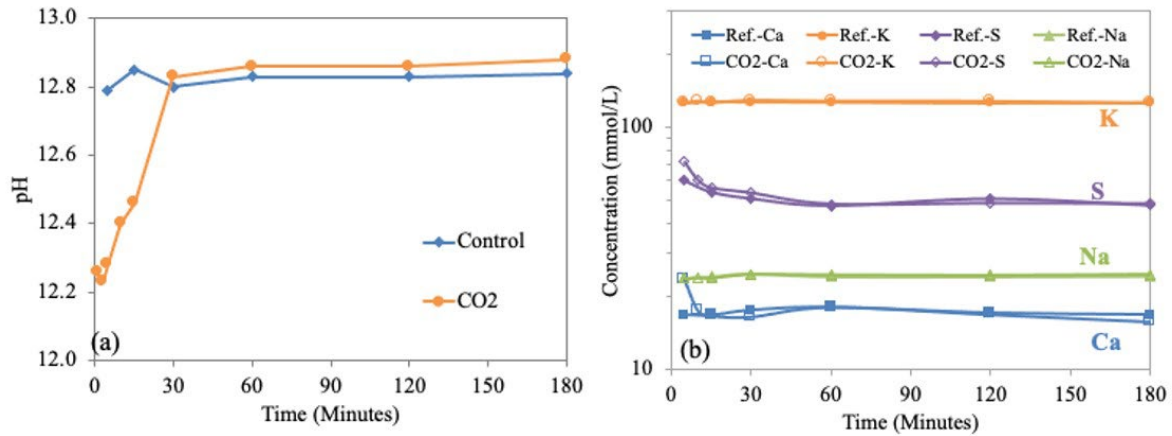 13.0
12.8
12.6
12.4
12.2
12.0
pH
Control
CO2
(a)
0 30 60 90 120 150 180
Time (Minutes)
Ref.-Ca Ref.-K Ref.-S Ref.-Na
CO2-Ca CO2-K CO2-S CO2-Na
100
10
Concentration (mmol/L)
K
S
Na
Ca
(b)
0 30 60 90 120 150 180
Time (Minutes)